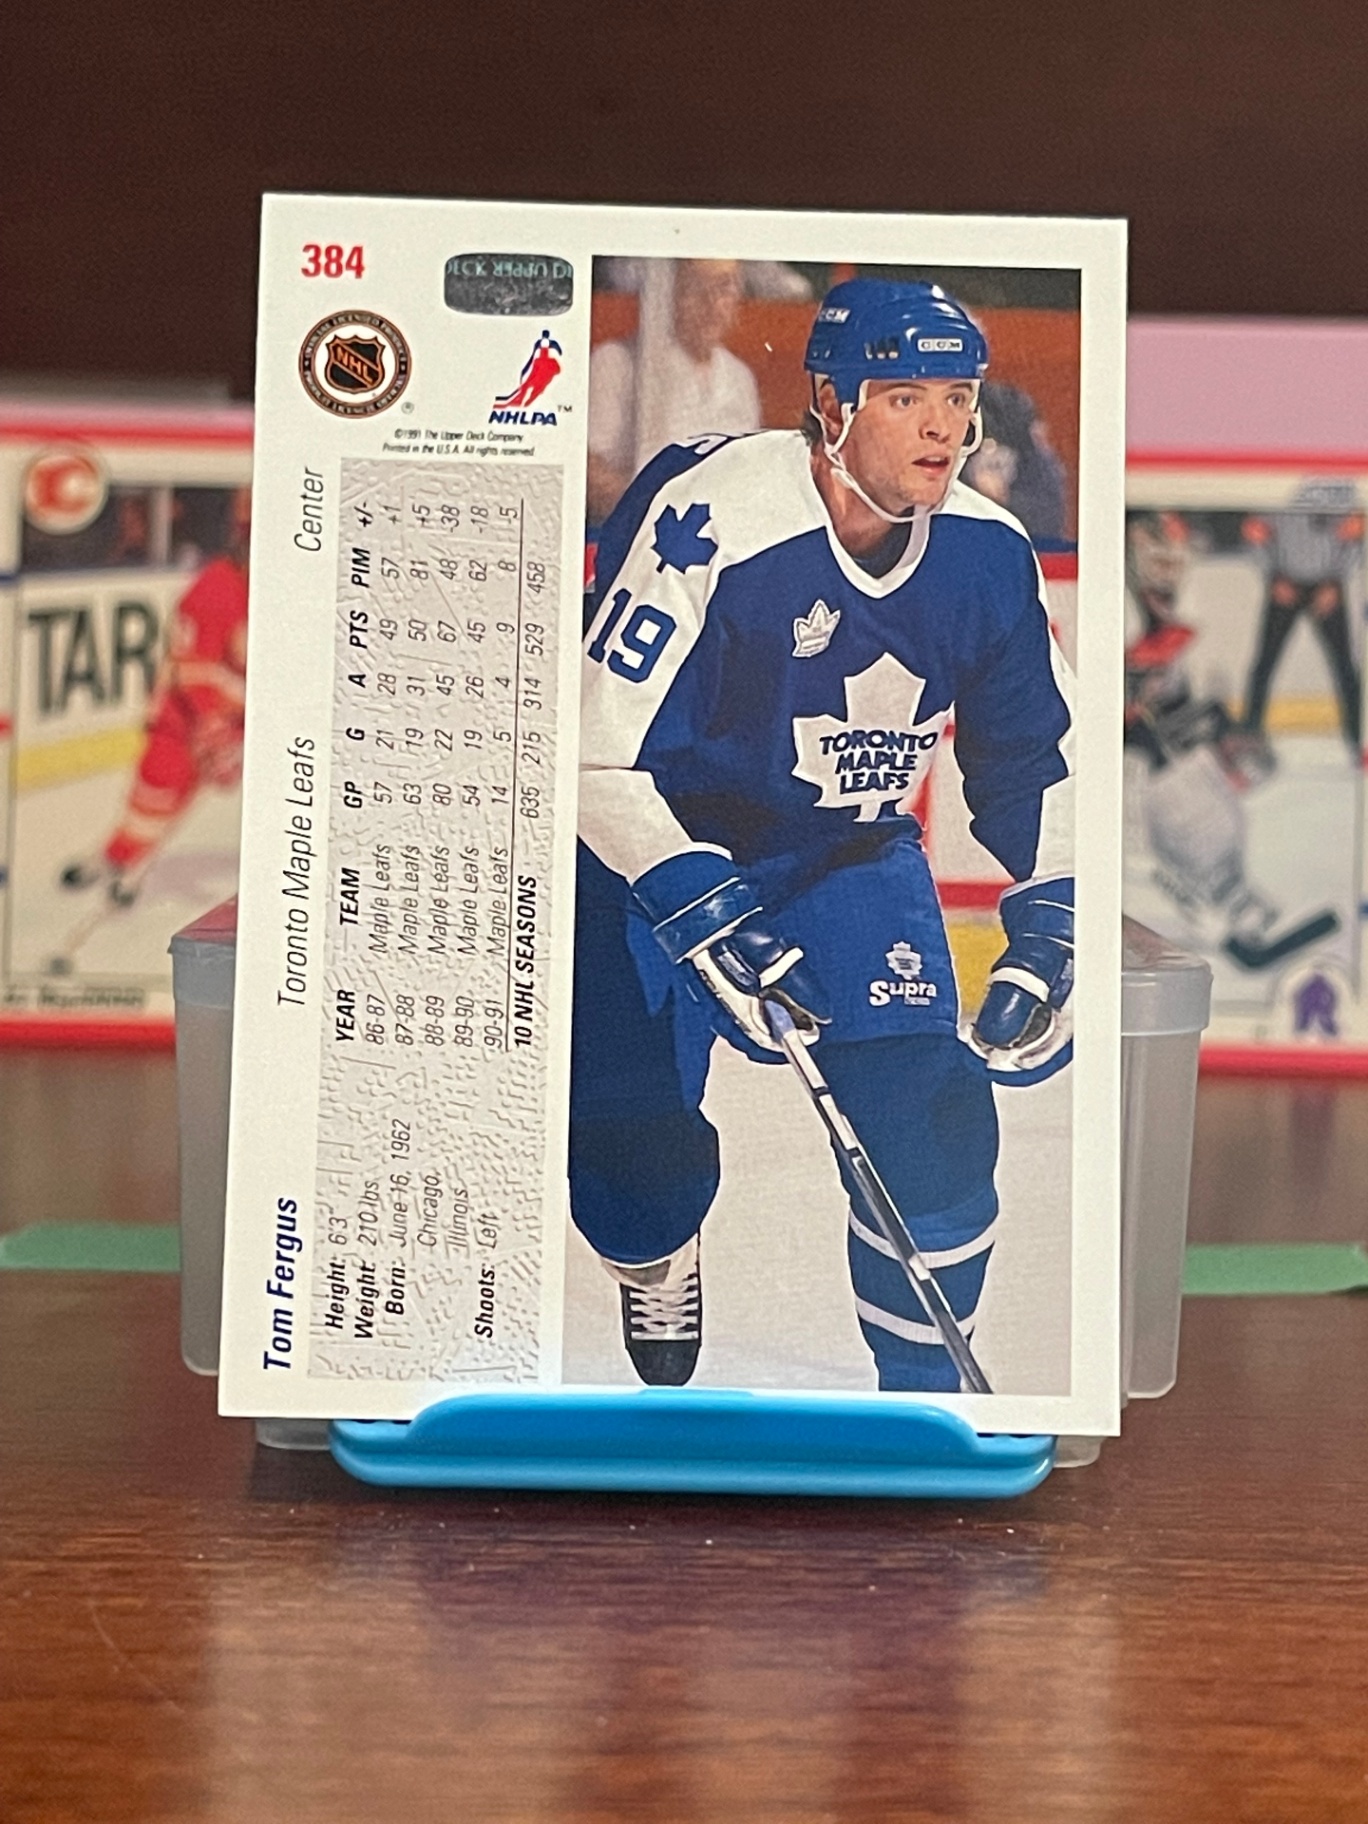 384
DECK UPPER D
NHL
®
NHLPA™
©1991 The Upper Deck Company
Printed in the U.S.A. All rights reserved.
Tom Fergus Toronto Maple Leafs Center
Height: 6'3"
Weight: 210 lbs.
Born: June 16, 1962
Chicago,
Illinois
Shoots: Left
YEAR TEAM GP G A PTS PIM +/-
86-87 Maple Leafs 57 21 28 49 57 +1
87-88 Maple Leafs 63 19 31 50 81 +5
88-89 Maple Leafs 80 22 45 67 48 -38
89-90 Maple Leafs 54 19 26 45 62 -18
90-91 Maple Leafs 14 5 4 9 8 -5
10 NHL SEASONS 635 215 314 529 458
CCM
CCM
19
TORONTO
MAPLE
LEAFS
Supra
TAR